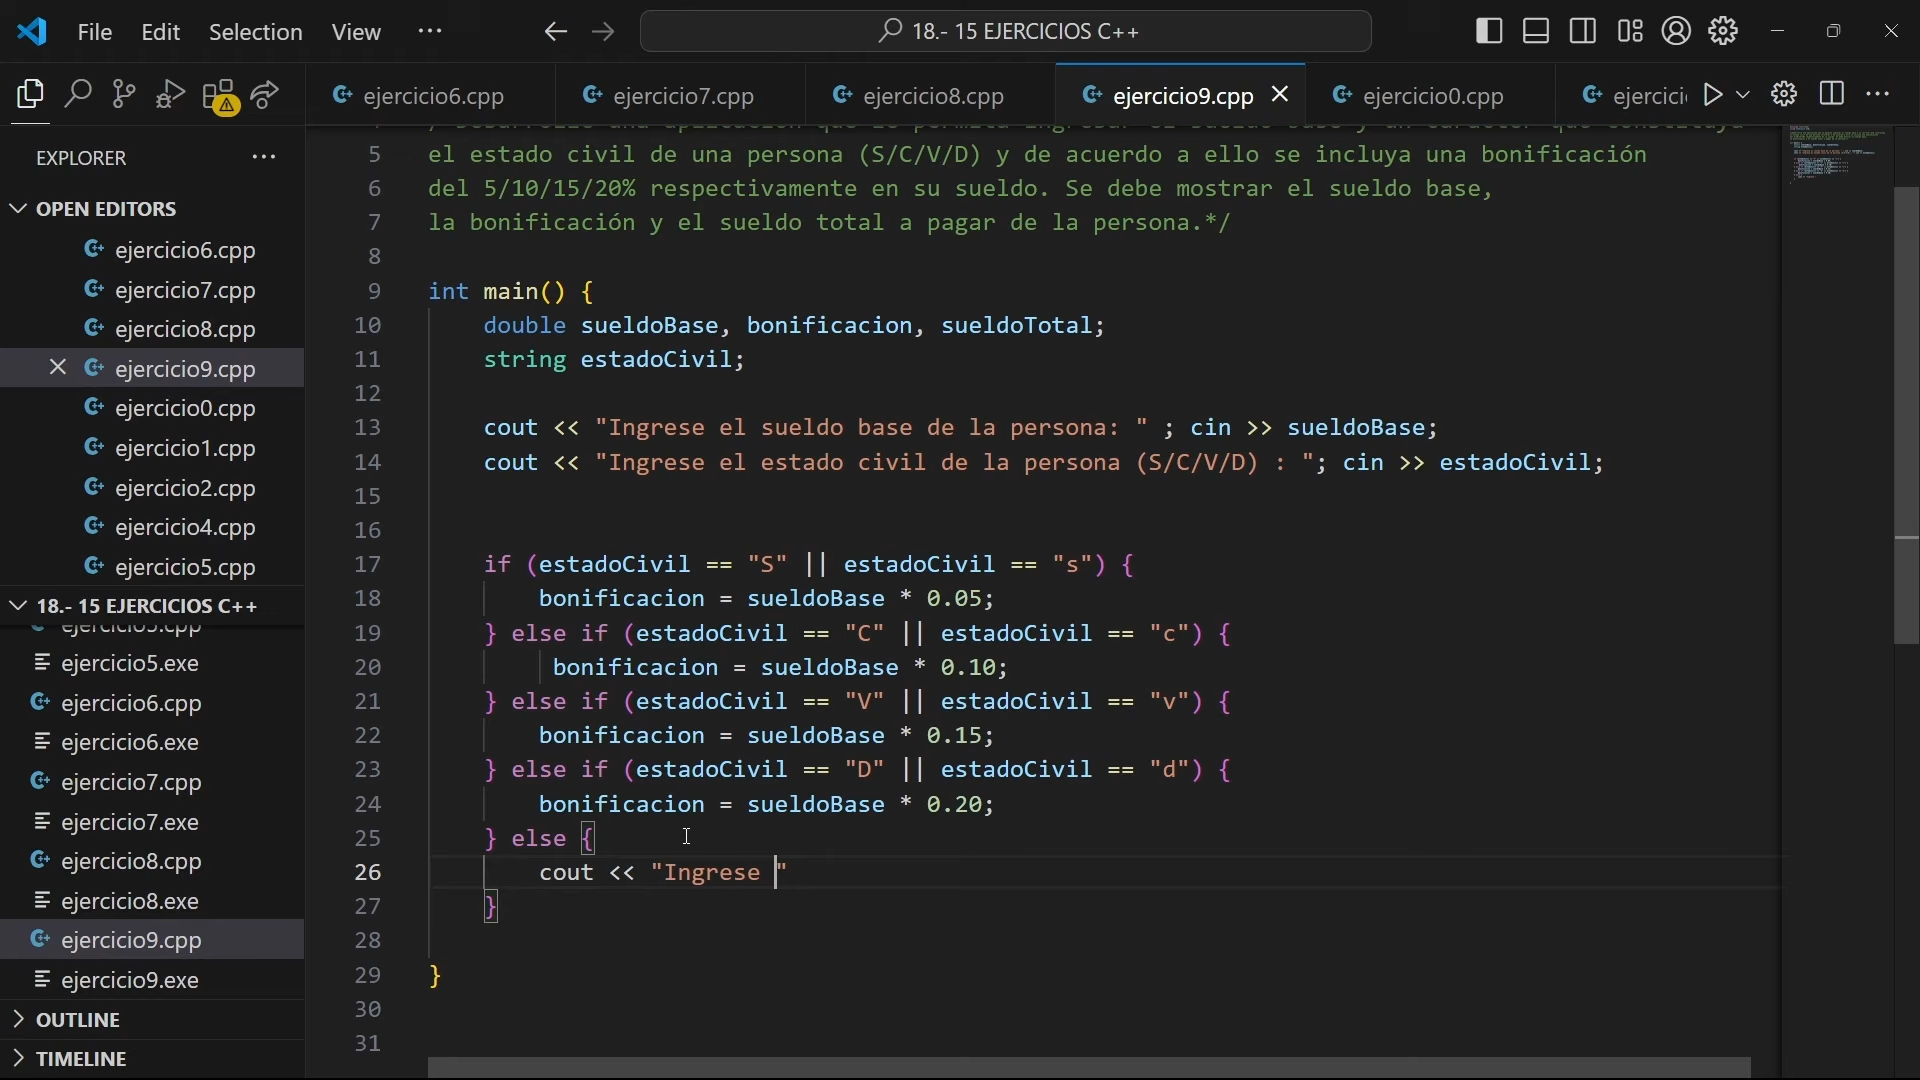 File Edit Selection View ··· 18.- 15 EJERCICIOS C++
ejercicio6.cpp ejercicio7.cpp ejercicio8.cpp ejercicio9.cpp ejercicio0.cpp ejercici
EXPLORER
OPEN EDITORS
ejercicio6.cpp
ejercicio7.cpp
ejercicio8.cpp
ejercicio9.cpp
ejercicio0.cpp
ejercicio1.cpp
ejercicio2.cpp
ejercicio4.cpp
ejercicio5.cpp
18.- 15 EJERCICIOS C++
ejercicio5.exe
ejercicio6.cpp
ejercicio6.exe
ejercicio7.cpp
ejercicio7.exe
ejercicio8.cpp
ejercicio8.exe
ejercicio9.cpp
ejercicio9.exe
OUTLINE
TIMELINE
5 el estado civil de una persona (S/C/V/D) y de acuerdo a ello se incluya una bonificación
6 del 5/10/15/20% respectivamente en su sueldo. Se debe mostrar el sueldo base,
7 la bonificación y el sueldo total a pagar de la persona.*/
8
9 int main() {
10 double sueldoBase, bonificacion, sueldoTotal;
11 string estadoCivil;
12
13 cout << "Ingrese el sueldo base de la persona: " ; cin >> sueldoBase;
14 cout << "Ingrese el estado civil de la persona (S/C/V/D) : "; cin >> estadoCivil;
15
16
17 if (estadoCivil == "S" || estadoCivil == "s") {
18 bonificacion = sueldoBase * 0.05;
19 } else if (estadoCivil == "C" || estadoCivil == "c") {
20 bonificacion = sueldoBase * 0.10;
21 } else if (estadoCivil == "V" || estadoCivil == "v") {
22 bonificacion = sueldoBase * 0.15;
23 } else if (estadoCivil == "D" || estadoCivil == "d") {
24 bonificacion = sueldoBase * 0.20;
25 } else {
26 cout << "Ingrese "
27 }
28
29 }
30
31